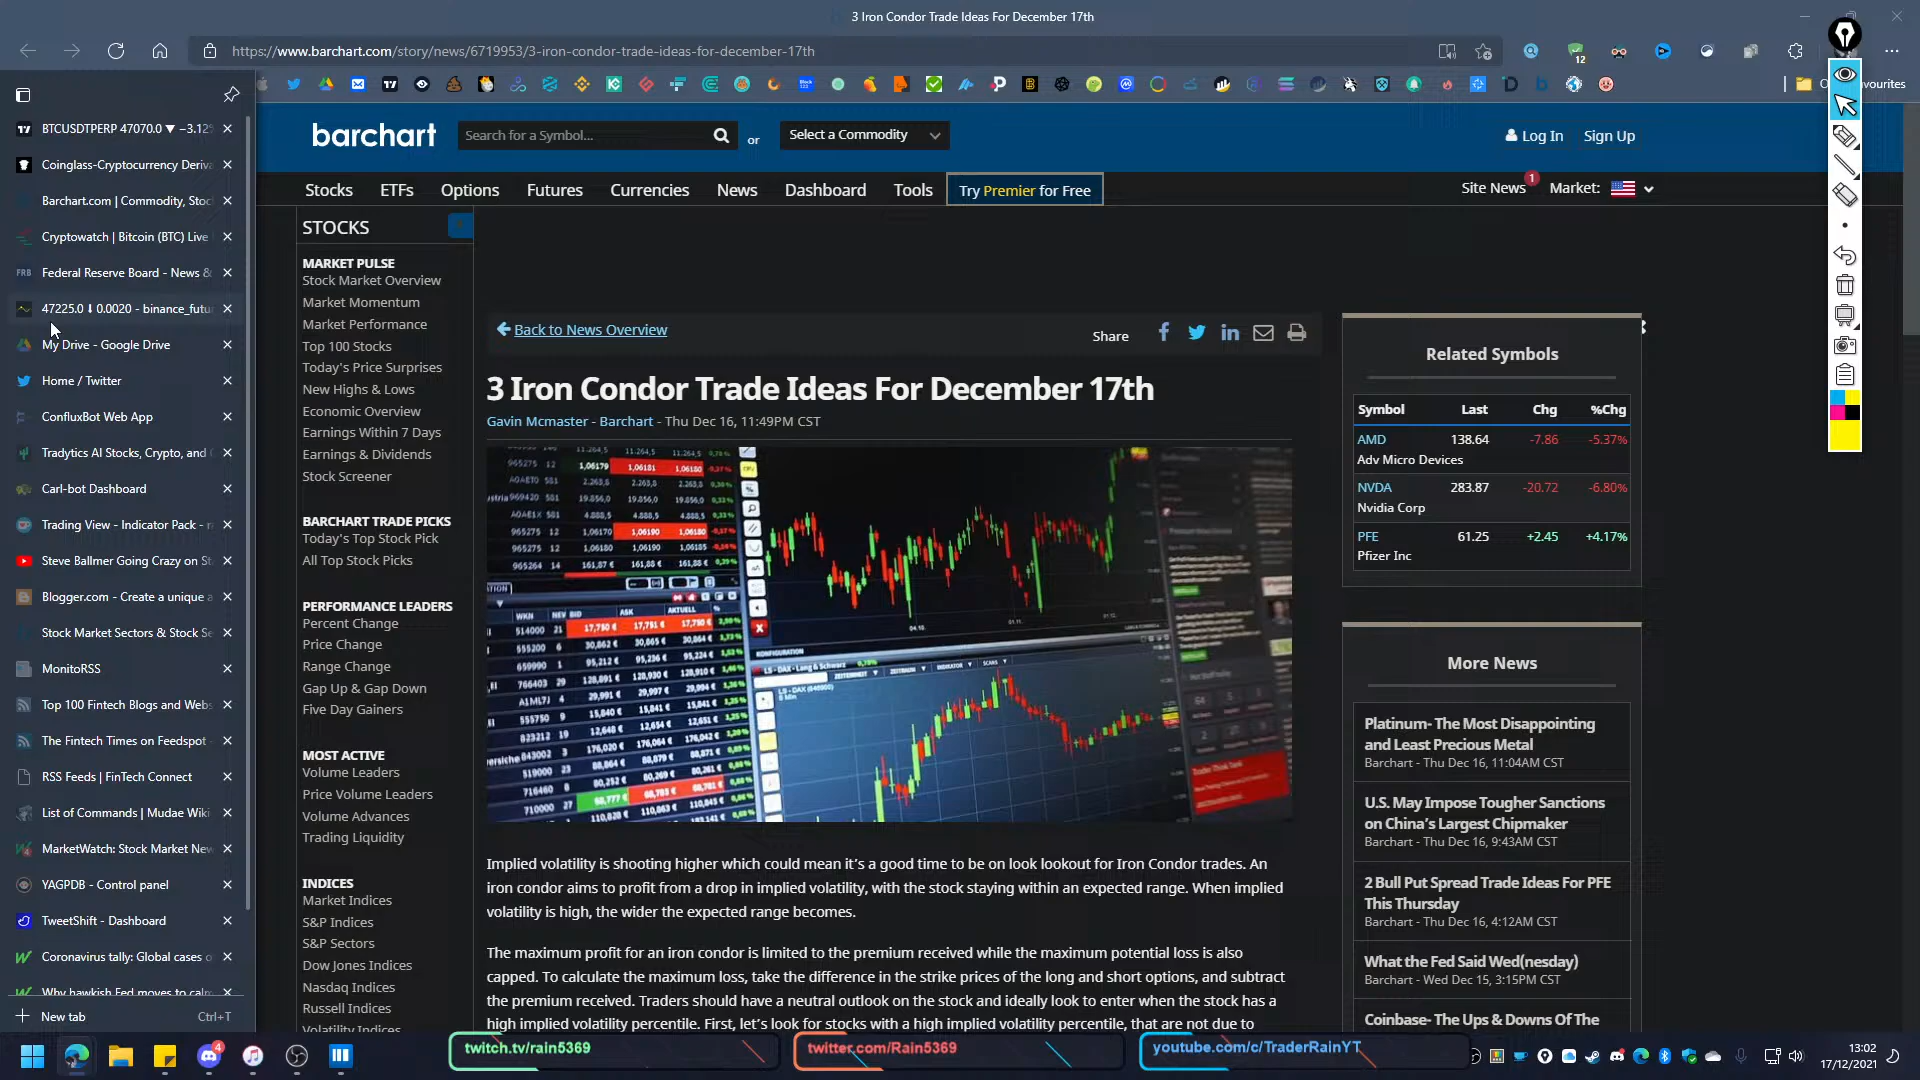 3 Iron Condor Trade Ideas For December 17th
https://www.barchart.com/story/news/6719953/3-iron-condor-trade-ideas-for-december-17th
12
BTCUSDTPERP 47070.0 ▼ −3.12%
Coinglass-Cryptocurrency Deriva
Barchart.com | Commodity, Stoc
Cryptowatch | Bitcoin (BTC) Live
FRB Federal Reserve Board - News &
47225.0 ⬇ 0.0020 - binance_futu
My Drive - Google Drive
Home / Twitter
ConfluxBot Web App
Tradytics AI Stocks, Crypto, and
Carl-bot Dashboard
Trading View - Indicator Pack - r
Steve Ballmer Going Crazy on St
Blogger.com - Create a unique a
Stock Market Sectors & Stock Se
MonitoRSS
Top 100 Fintech Blogs and Webs
The Fintech Times on Feedspot
RSS Feeds | FinTech Connect
List of Commands | Mudae Wiki
MarketWatch: Stock Market New
YAGPDB - Control panel
TweetShift - Dashboard
Coronavirus tally: Global cases o
Why hawkish Fed moves to calm
New tab Ctrl+T
barchart
Search for a Symbol...
or
Select a Commodity
Log In Sign Up
Stocks ETFs Options Futures Currencies News Dashboard Tools Try Premier for Free
Site News 1 Market:
STOCKS
MARKET PULSE
Stock Market Overview
Market Momentum
Market Performance
Top 100 Stocks
Today's Price Surprises
New Highs & Lows
Economic Overview
Earnings Within 7 Days
Earnings & Dividends
Stock Screener
BARCHART TRADE PICKS
Today's Top Stock Pick
All Top Stock Picks
PERFORMANCE LEADERS
Percent Change
Price Change
Range Change
Gap Up & Gap Down
Five Day Gainers
MOST ACTIVE
Volume Leaders
Price Volume Leaders
Volume Advances
Trading Liquidity
INDICES
Market Indices
S&P Indices
S&P Sectors
Dow Jones Indices
Nasdaq Indices
Russell Indices
Volatility Indices
Back to News Overview
Share
3 Iron Condor Trade Ideas For December 17th
Gavin Mcmaster - Barchart - Thu Dec 16, 11:49PM CST
Implied volatility is shooting higher which could mean it's a good time to be on look lookout for Iron Condor trades. An
iron condor aims to profit from a drop in implied volatility, with the stock staying within an expected range. When implied
volatility is high, the wider the expected range becomes.
The maximum profit for an iron condor is limited to the premium received while the maximum potential loss is also
capped. To calculate the maximum loss, take the difference in the strike prices of the long and short options, and subtract
the premium received. Traders should have a neutral outlook on the stock and ideally look to enter when the stock has a
high implied volatility percentile. First, let's look for stocks with a high implied volatility percentile, that are not due to
Related Symbols
Symbol Last Chg %Chg
AMD 138.64 -7.86 -5.37%
Adv Micro Devices
NVDA 283.87 -20.72 -6.80%
Nvidia Corp
PFE 61.25 +2.45 +4.17%
Pfizer Inc
More News
Platinum- The Most Disappointing
and Least Precious Metal
Barchart - Thu Dec 16, 11:04AM CST
U.S. May Impose Tougher Sanctions
on China's Largest Chipmaker
Barchart - Thu Dec 16, 9:43AM CST
2 Bull Put Spread Trade Ideas For PFE
This Thursday
Barchart - Thu Dec 16, 4:12AM CST
What the Fed Said Wed(nesday)
Barchart - Wed Dec 15, 3:15PM CST
Coinbase- The Ups & Downs Of The
twitch.tv/rain5369
twitter.com/Rain5369
youtube.com/c/TraderRainYT
4
13:02
17/12/2021